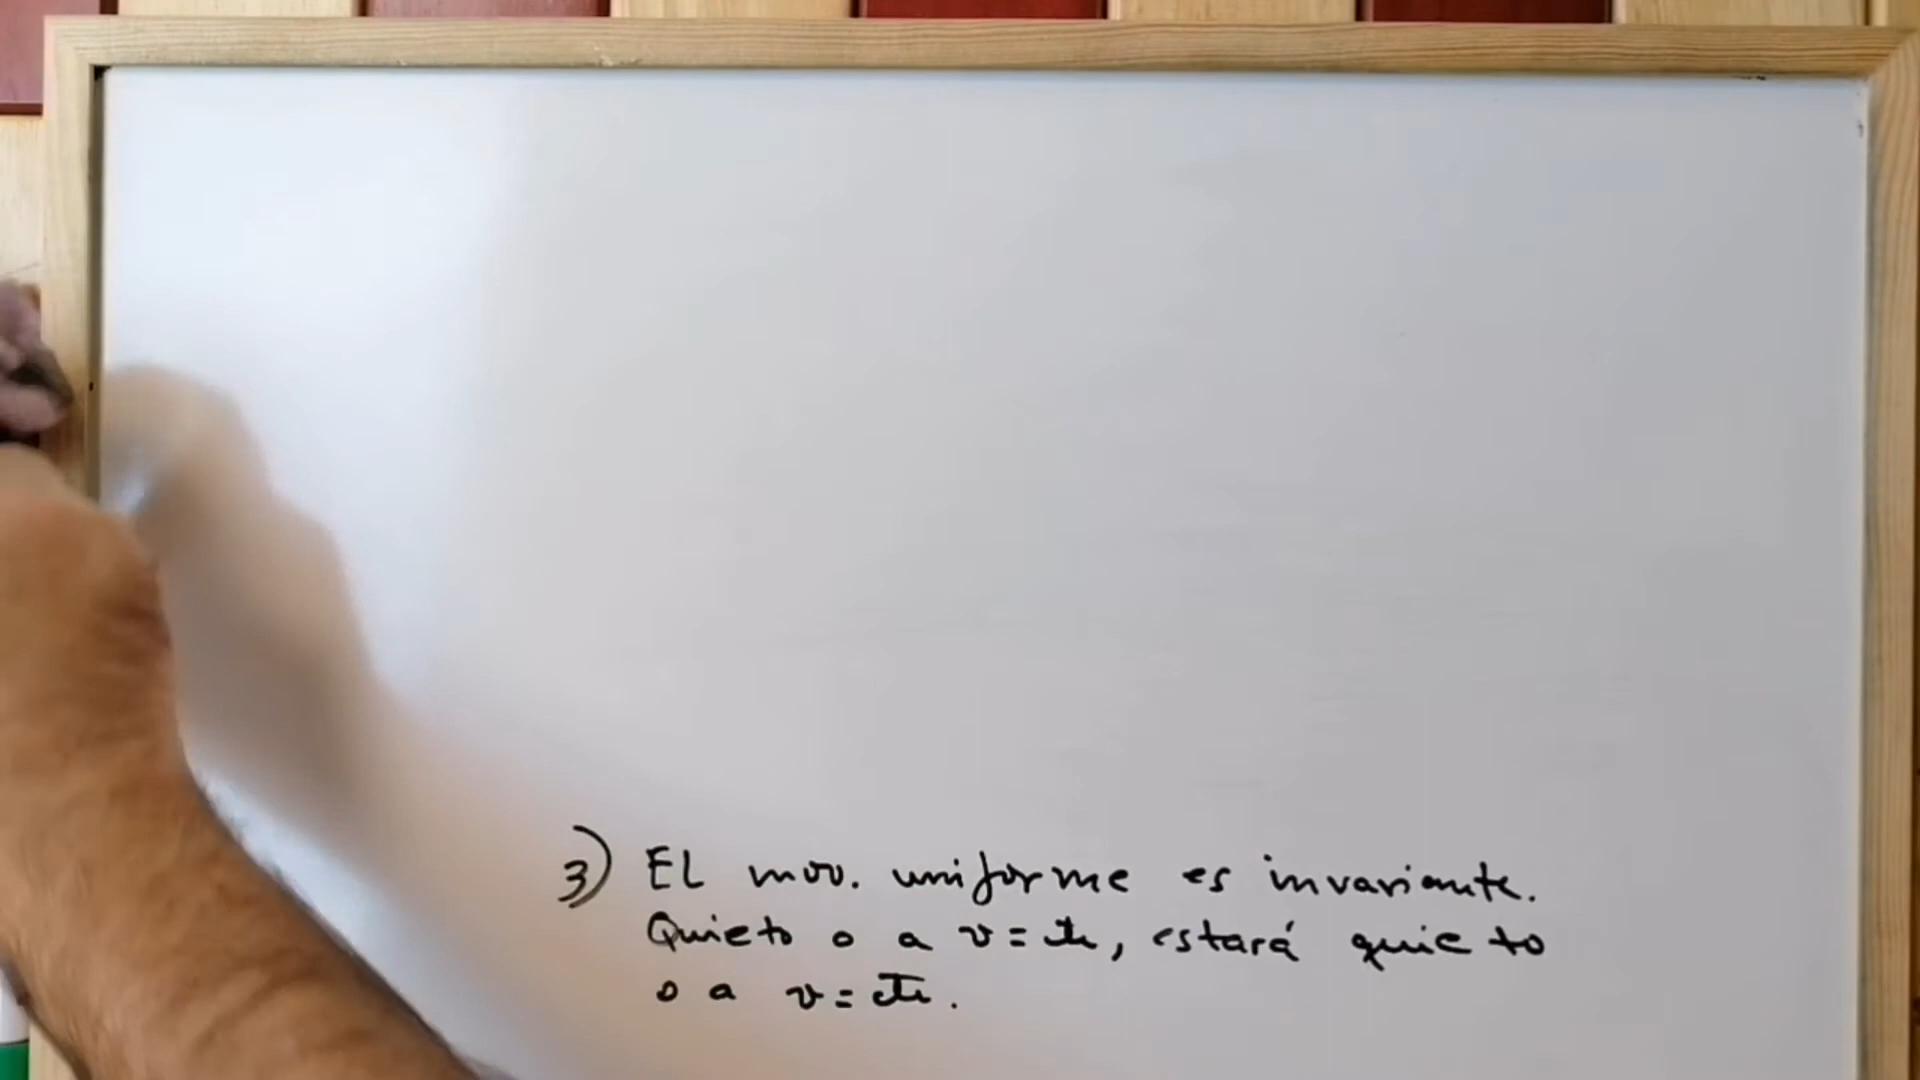 3) El mov. uniforme es invariante.
Quieto o a v = cte, estará quieto
o a v = cte.